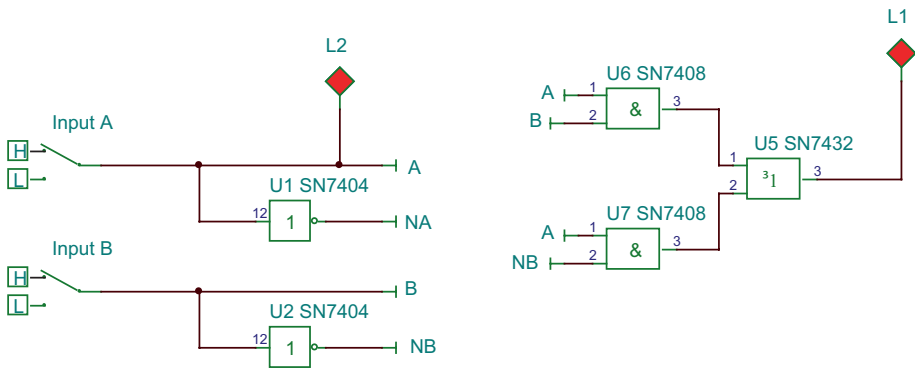 L2
Input A
H
L
A
U1 SN7404
12
1
NA
Input B
H
L
B
U2 SN7404
12
1
NB
L1
U6 SN7408
A
1
B
2
&
3
U5 SN7432
1
2
³1
3
U7 SN7408
A
1
NB
2
&
3